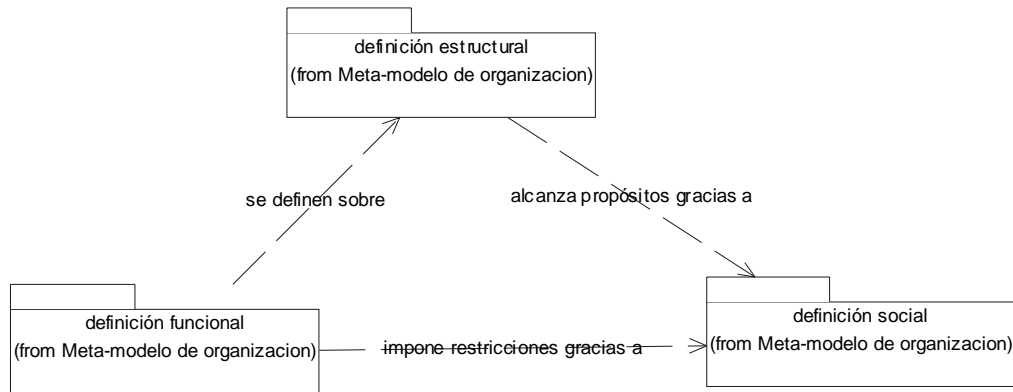 definición estructural
(from Meta-modelo de organizacion)
se definen sobre
alcanza propósitos gracias a
definición funcional
(from Meta-modelo de organizacion)
impone restricciones gracias a
definición social
(from Meta-modelo de organizacion)